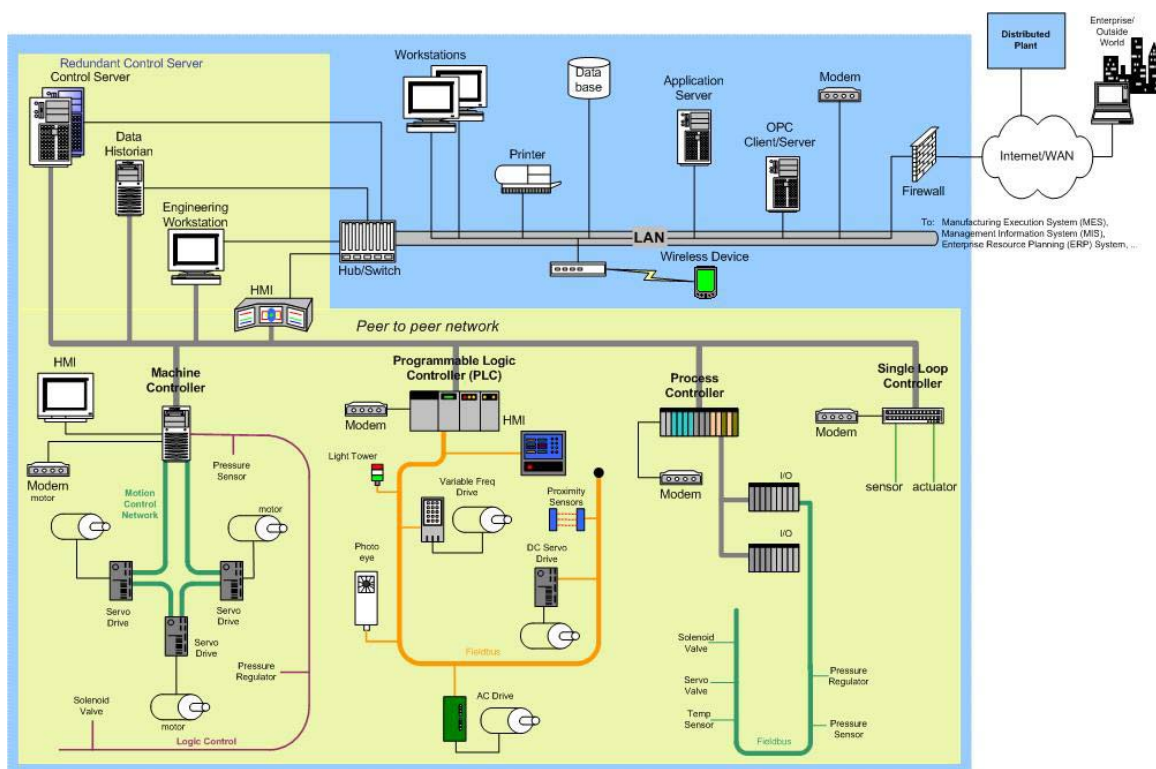 Redundant Control Server
Control Server
Data
Historian
Engineering
Workstation
HMI
Hub/Switch
Workstations
Printer
Data
base
Application
Server
OPC
Client/Server
Modem
Firewall
Distributed
Plant
Enterprise/
Outside
World
Internet/WAN
LAN
Wireless Device
To: Manufacturing Execution System (MES),
Management Information System (MIS),
Enterprise Resource Planning (ERP) System, ...
Peer to peer network
HMI
Machine
Controller
Modem
motor
Pressure
Sensor
Motion
Control
Network
motor
Servo
Drive
Servo
Drive
Servo
Drive
motor
Pressure
Regulator
Solenoid
Valve
Logic Control
Programmable Logic
Controller (PLC)
Modem
HMI
Light Tower
Variable Freq
Drive
Proximity
Sensors
Photo
eye
DC Servo
Drive
Fieldbus
AC Drive
Process
Controller
Modem
I/O
I/O
Solenoid
Valve
Servo
Valve
Temp
Sensor
Pressure
Regulator
Pressure
Sensor
Fieldbus
Single Loop
Controller
Modem
sensor
actuator